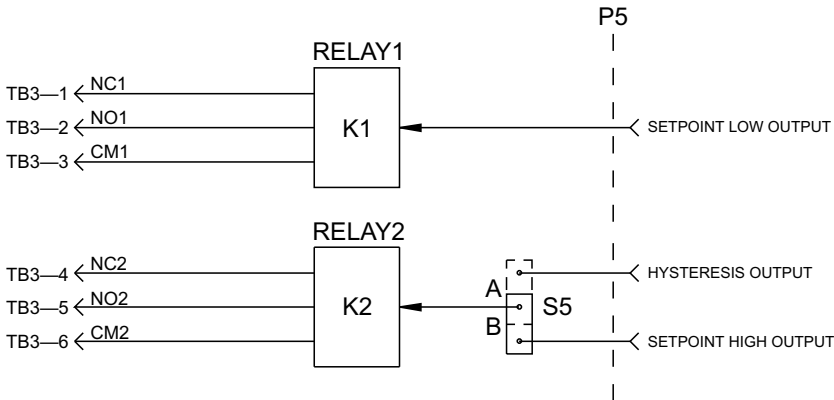 P5
RELAY1
TB3—1 NC1
TB3—2 NO1
TB3—3 CM1
K1
SETPOINT LOW OUTPUT
RELAY2
TB3—4 NC2
TB3—5 NO2
TB3—6 CM2
K2
A
B
S5
HYSTERESIS OUTPUT
SETPOINT HIGH OUTPUT